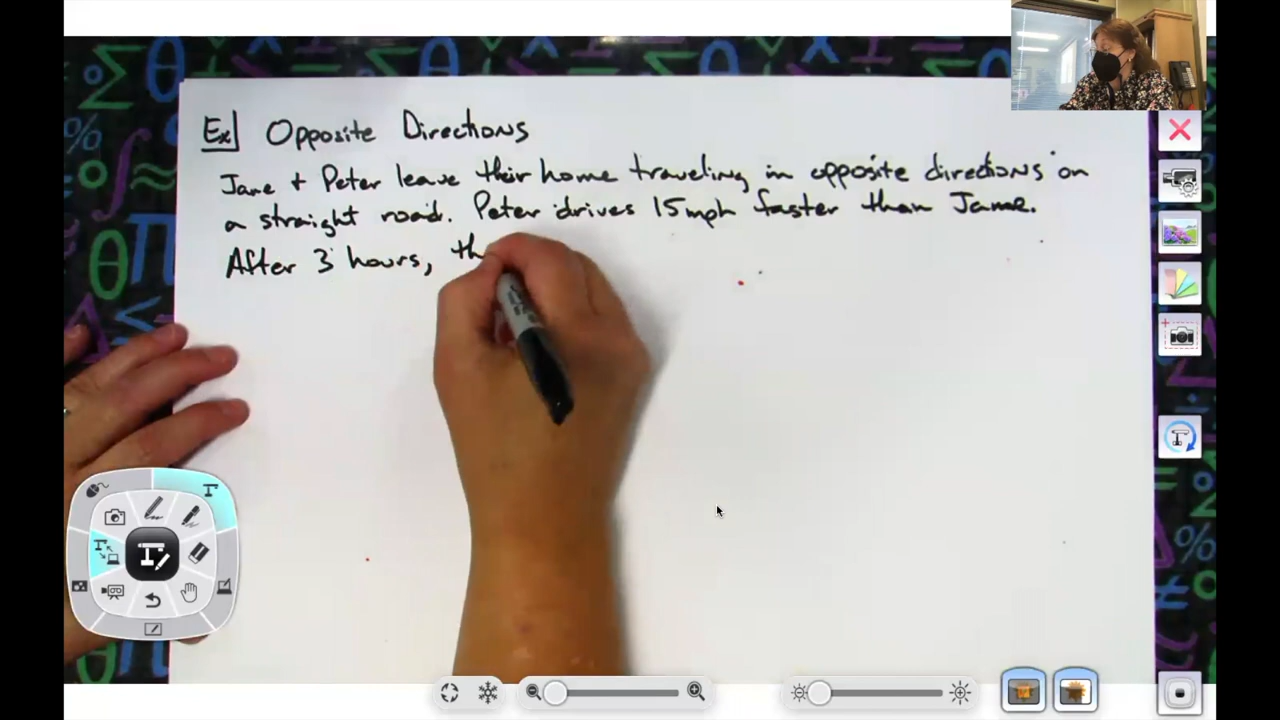 Ex Opposite Directions
Jane + Peter leave their home traveling in opposite directions on
a straight road. Peter drives 15mph faster than Jane.
After 3 hours, th